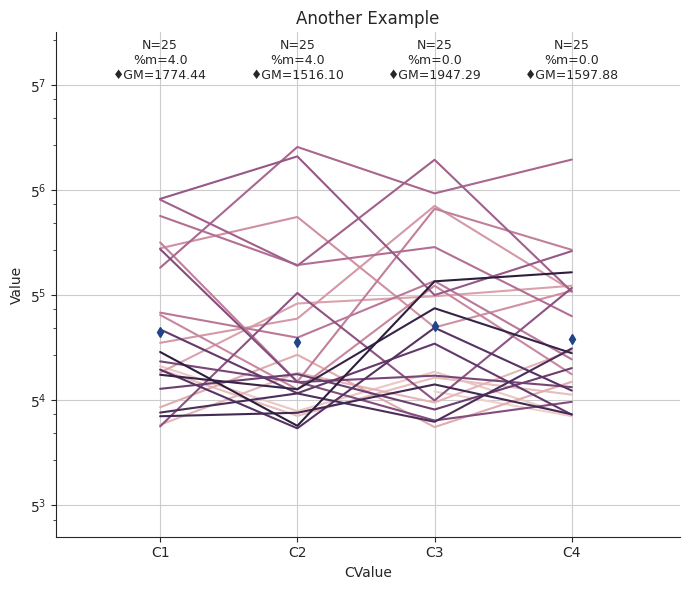 Another Example
N=25 N=25 N=25 N=25
%m=4.0 %m=4.0 %m=0.0 %m=0.0
♦GM=1774.44 ♦GM=1516.10 ♦GM=1947.29 ♦GM=1597.88
5⁷
5⁶
5⁵
5⁴
5³
Value
C1 C2 C3 C4
CValue